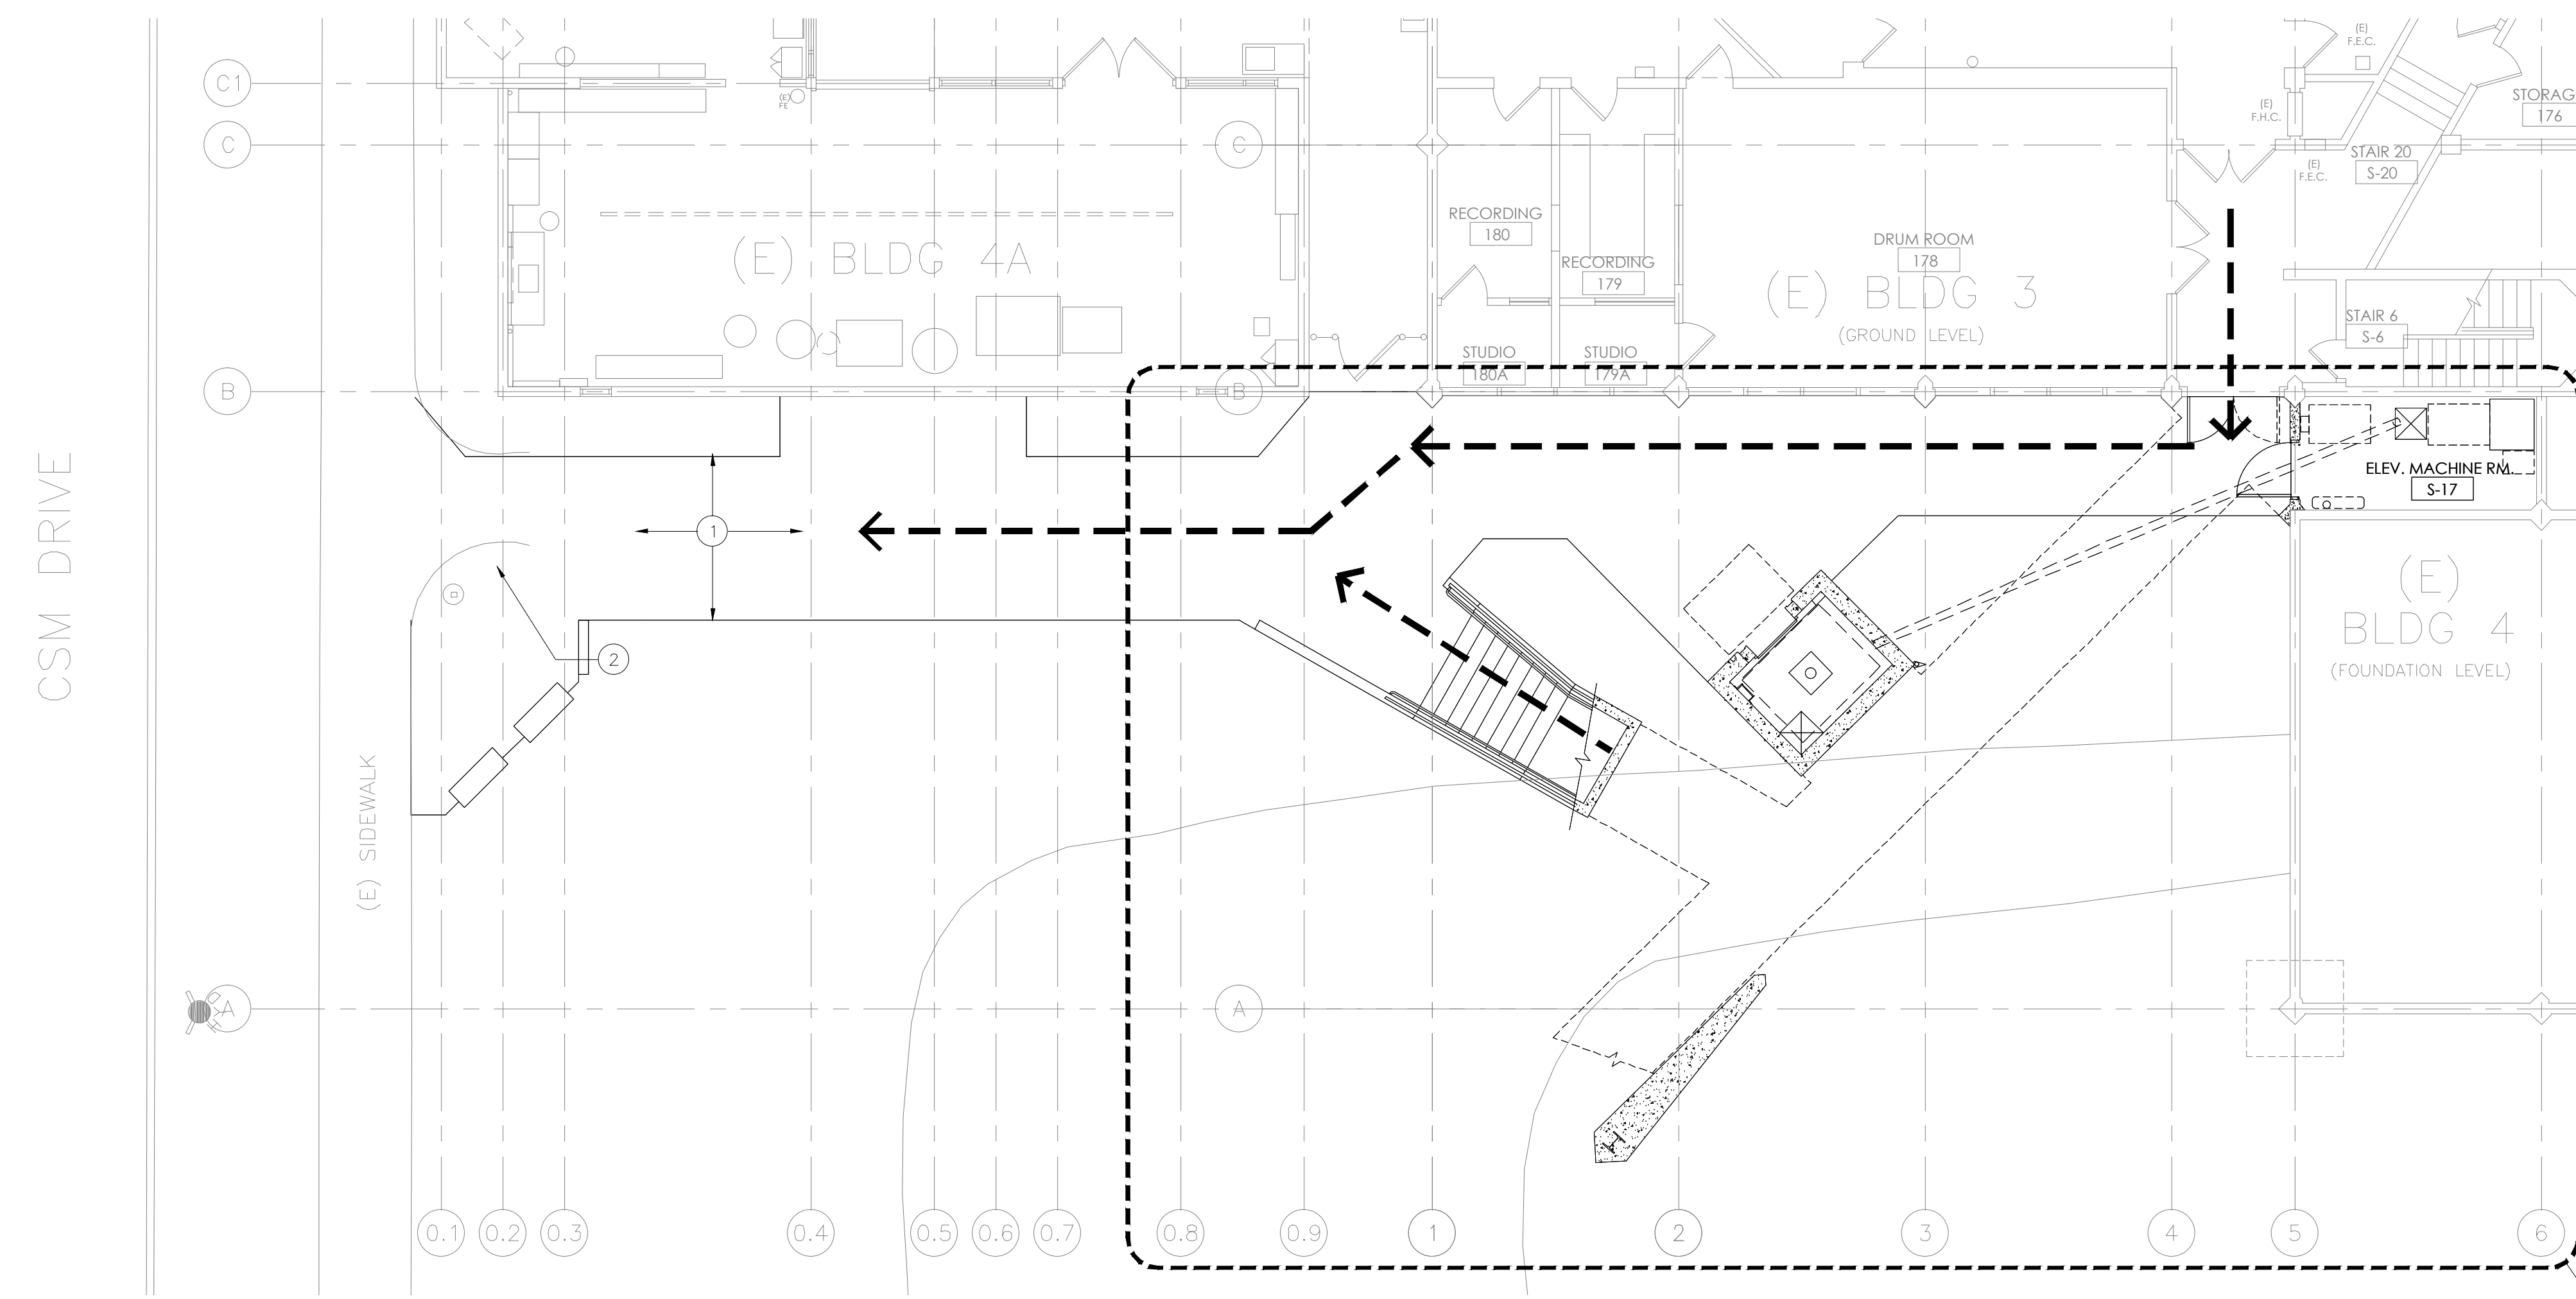 (E)
F.E.C.
C1
(E)
FE
STORAG
176
(E)
F.H.C.
C
C
STAIR 20
S-20
(E)
F.E.C.
RECORDING
180
DRUM ROOM
178
RECORDING
179
(E) BLDG 4A
(E) BLDG 3
(GROUND LEVEL)
STAIR 6
S-6
STUDIO
180A
STUDIO
179A
B
B
ELEV. MACHINE RM.
S-17
1
CSM DRIVE
(E)
BLDG 4
(FOUNDATION LEVEL)
2
(E) SIDEWALK
A
A
0.1
0.2
0.3
0.4
0.5
0.6
0.7
0.8
0.9
1
2
3
4
5
6